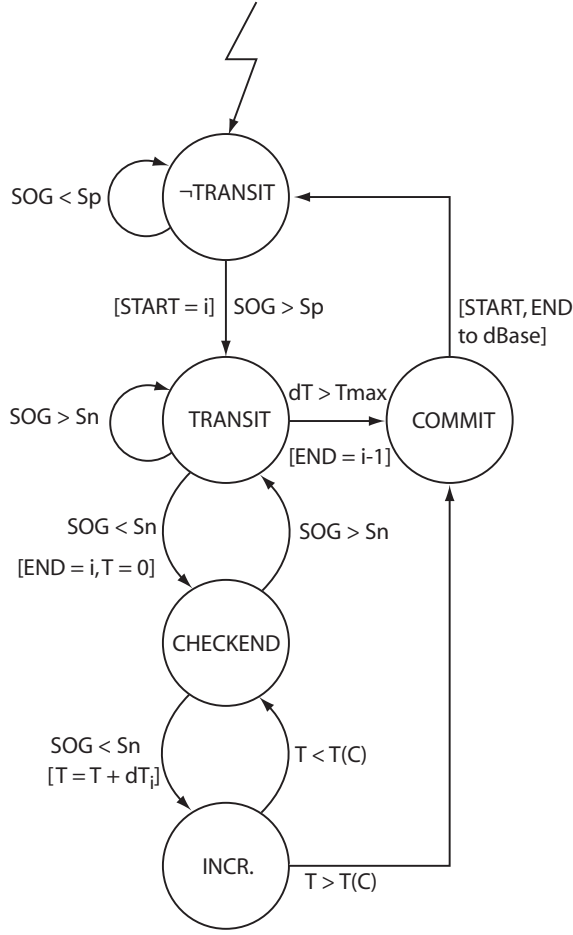 SOG < Sp
¬TRANSIT
[START = i]
SOG > Sp
[START, END
to dBase]
dT > Tmax
SOG > Sn
TRANSIT
COMMIT
[END = i-1]
SOG < Sn
SOG > Sn
[END = i, T = 0]
CHECKEND
SOG < Sn
T < T(C)
[T = T + dTi]
INCR.
T > T(C)